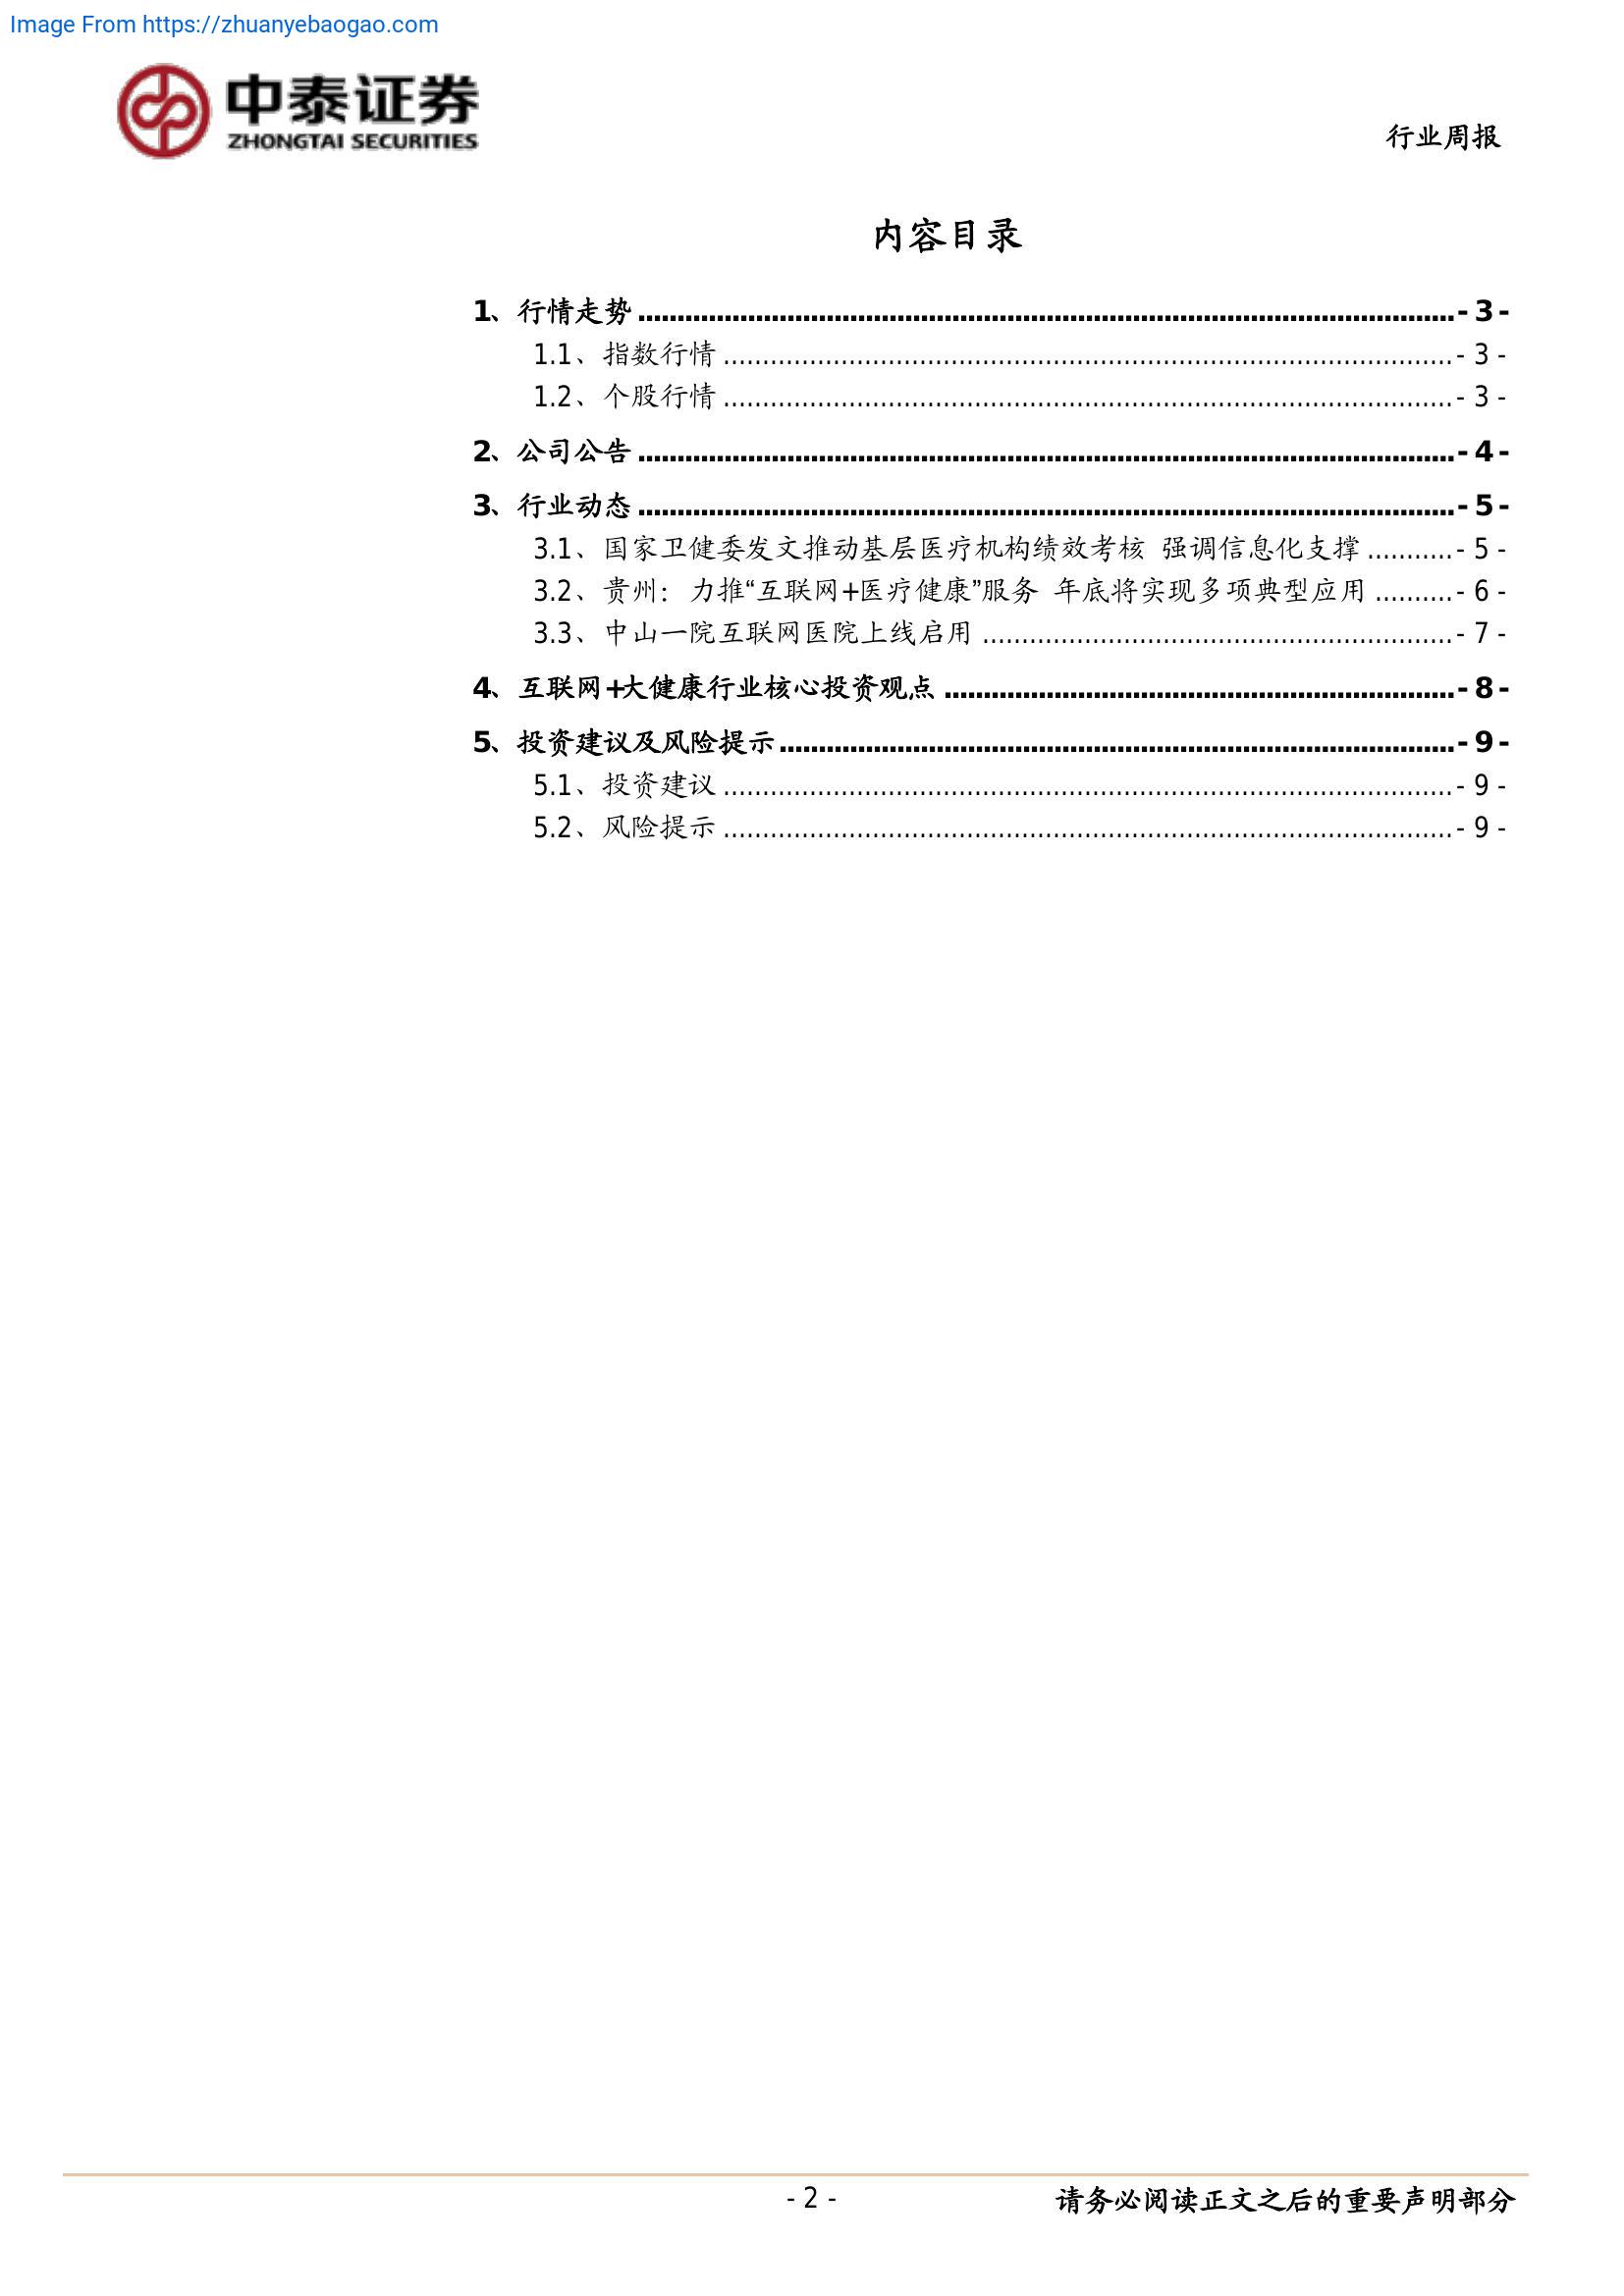 Image From https://zhuanyebaogao.com
中泰证券
ZHONGTAI SECURITIES
行业周报
内容目录
1、行情走势 ........................................................................ - 3 -
1.1、指数行情 ........................................................................ - 3 -
1.2、个股行情 ........................................................................ - 3 -
2、公司公告 ........................................................................ - 4 -
3、行业动态 ........................................................................ - 5 -
3.1、国家卫健委发文推动基层医疗机构绩效考核 强调信息化支撑 ........... - 5 -
3.2、贵州：力推“互联网+医疗健康”服务 年底将实现多项典型应用 .......... - 6 -
3.3、中山一院互联网医院上线启用 ............................................................ - 7 -
4、互联网+大健康行业核心投资观点 ................................................ - 8 -
5、投资建议及风险提示 ................................................................ - 9 -
5.1、投资建议 ........................................................................ - 9 -
5.2、风险提示 ........................................................................ - 9 -
- 2 -
请务必阅读正文之后的重要声明部分